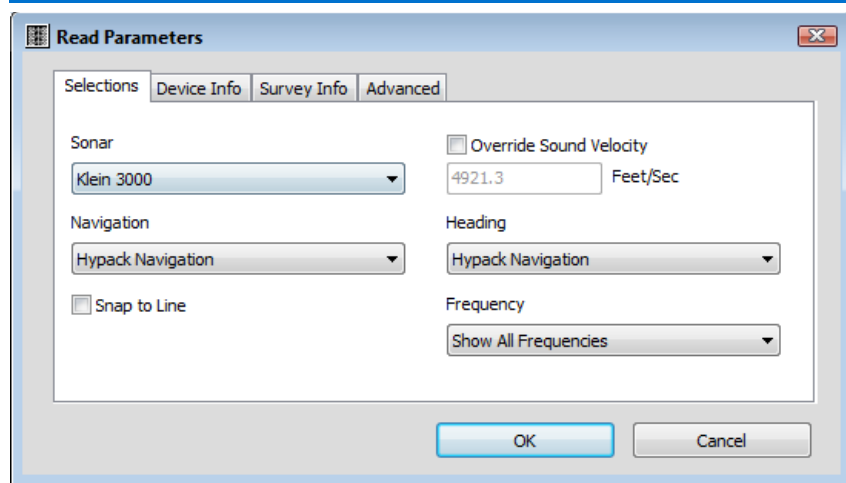 Read Parameters
Selections Device Info Survey Info Advanced
Sonar
Klein 3000
Override Sound Velocity
4921.3 Feet/Sec
Navigation
Hypack Navigation
Heading
Hypack Navigation
Snap to Line
Frequency
Show All Frequencies
OK Cancel